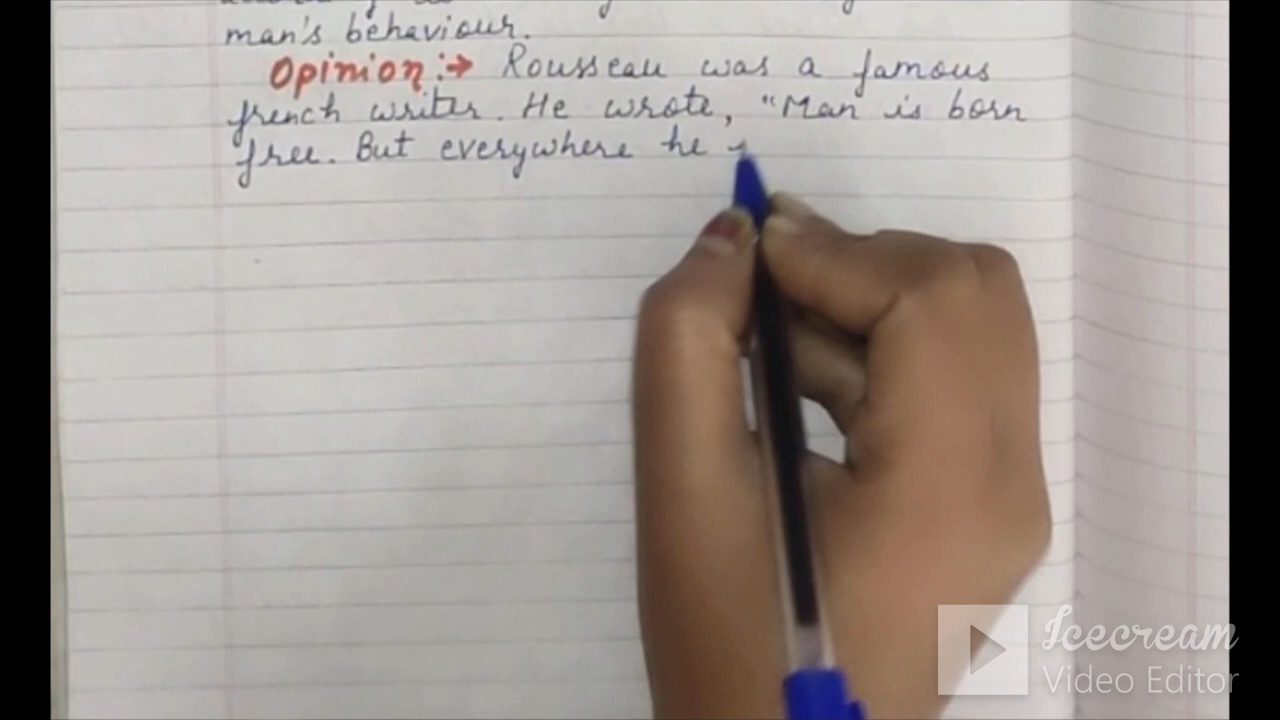 man's behaviour.
Opinion :→ Rousseau was a famous
french writer. He wrote, "Man is born
free. But everywhere he
Icecream
Video Editor